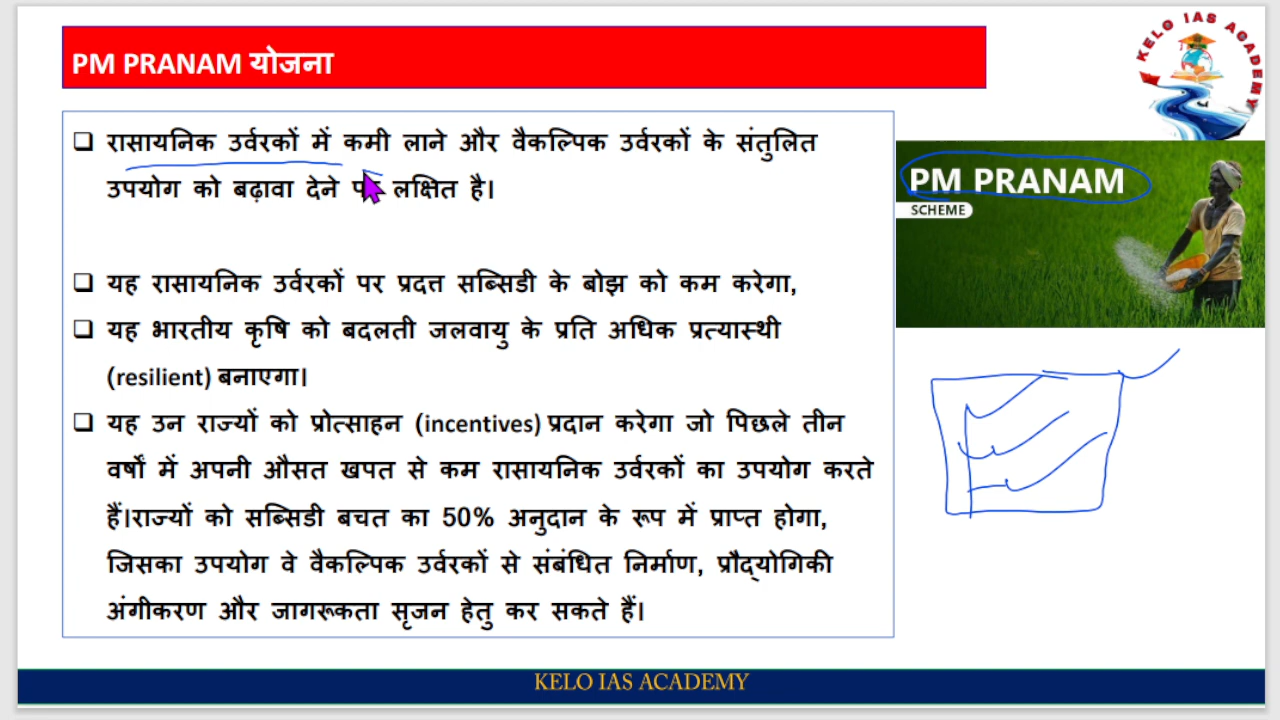 PM PRANAM योजना
KELO IAS ACADEMY
❑ रासायनिक उर्वरकों में कमी लाने और वैकल्पिक उर्वरकों के संतुलित
उपयोग को बढ़ावा देने पर लक्षित है।
PM PRANAM
SCHEME
❑ यह रासायनिक उर्वरकों पर प्रदत्त सब्सिडी के बोझ को कम करेगा,
❑ यह भारतीय कृषि को बदलती जलवायु के प्रति अधिक प्रत्यास्थी
(resilient) बनाएगा।
❑ यह उन राज्यों को प्रोत्साहन (incentives) प्रदान करेगा जो पिछले तीन
वर्षों में अपनी औसत खपत से कम रासायनिक उर्वरकों का उपयोग करते
हैं।राज्यों को सब्सिडी बचत का 50% अनुदान के रूप में प्राप्त होगा,
जिसका उपयोग वे वैकल्पिक उर्वरकों से संबंधित निर्माण, प्रौद्योगिकी
अंगीकरण और जागरूकता सृजन हेतु कर सकते हैं।
KELO IAS ACADEMY